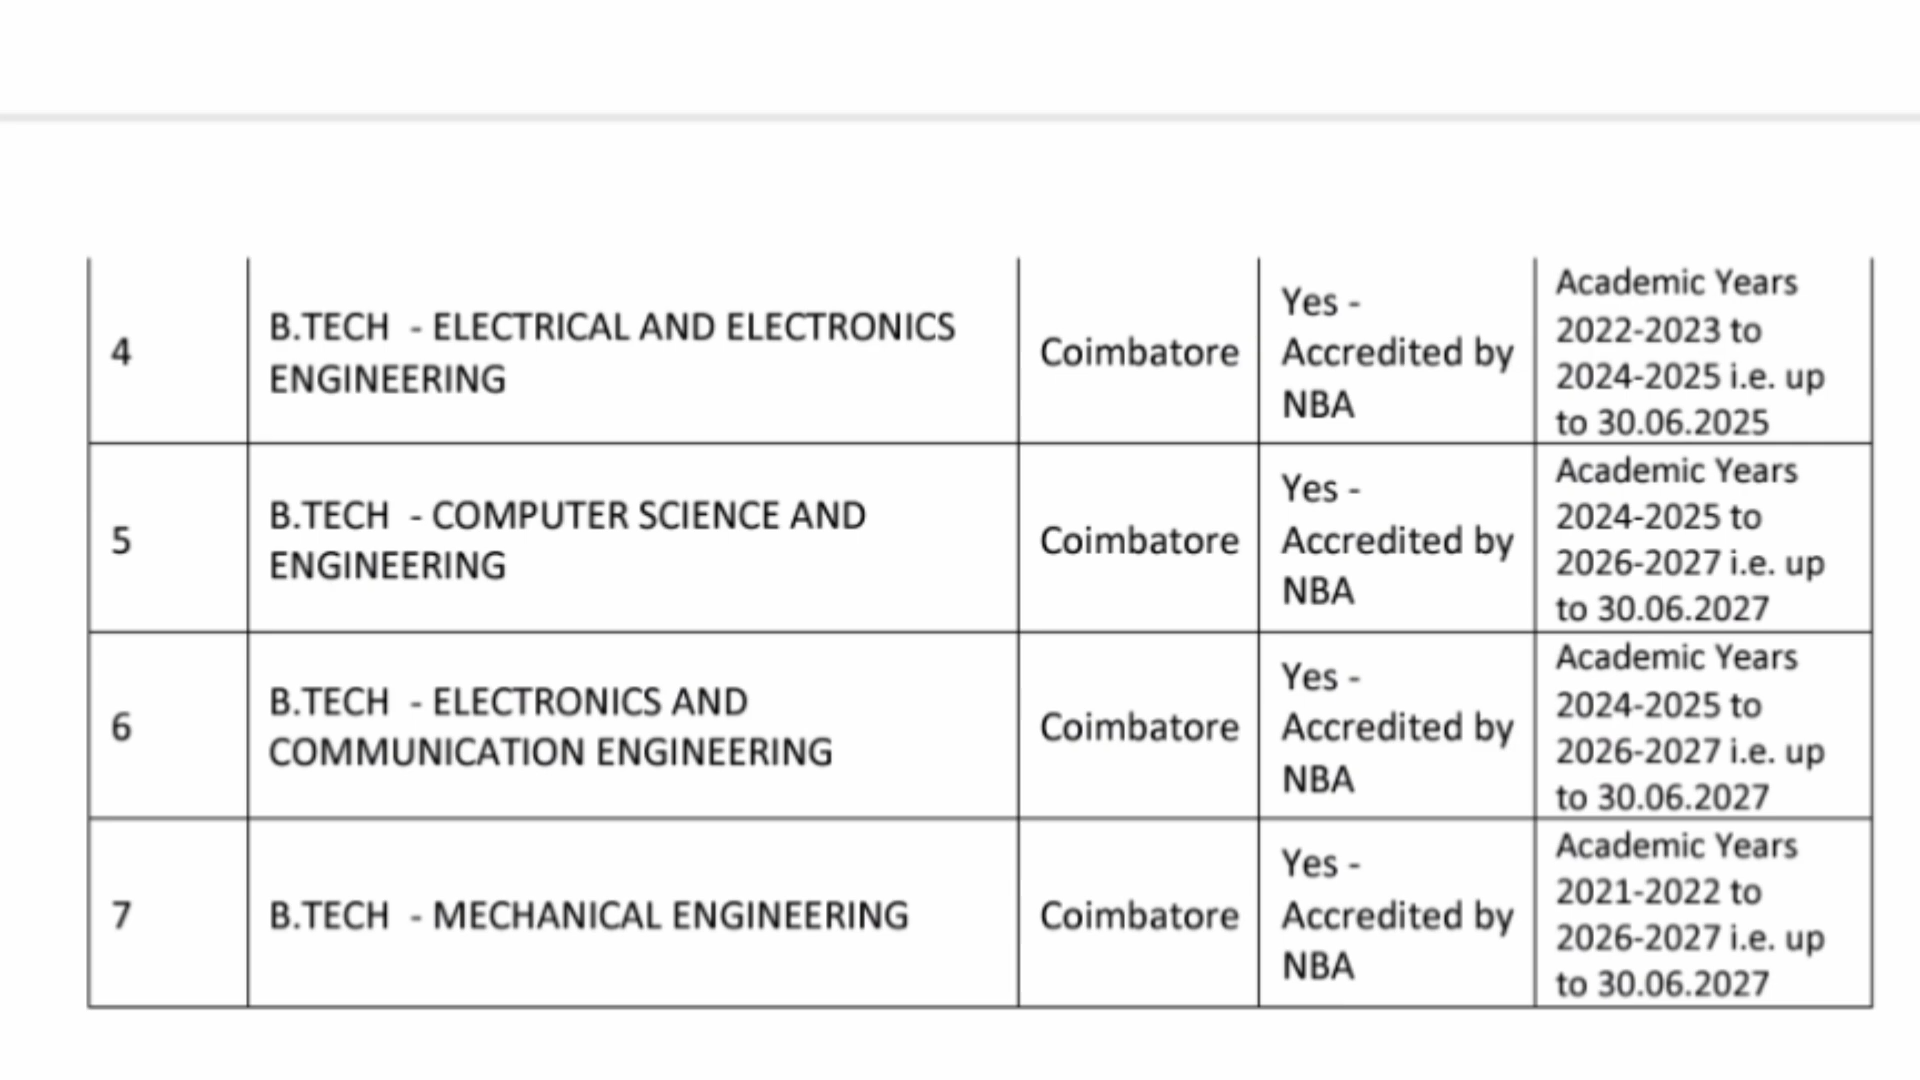 4
B.TECH - ELECTRICAL AND ELECTRONICS
ENGINEERING
Coimbatore
Yes -
Accredited by
NBA
Academic Years
2022-2023 to
2024-2025 i.e. up
to 30.06.2025
5
B.TECH - COMPUTER SCIENCE AND
ENGINEERING
Coimbatore
Yes -
Accredited by
NBA
Academic Years
2024-2025 to
2026-2027 i.e. up
to 30.06.2027
6
B.TECH - ELECTRONICS AND
COMMUNICATION ENGINEERING
Coimbatore
Yes -
Accredited by
NBA
Academic Years
2024-2025 to
2026-2027 i.e. up
to 30.06.2027
7
B.TECH - MECHANICAL ENGINEERING
Coimbatore
Yes -
Accredited by
NBA
Academic Years
2021-2022 to
2026-2027 i.e. up
to 30.06.2027